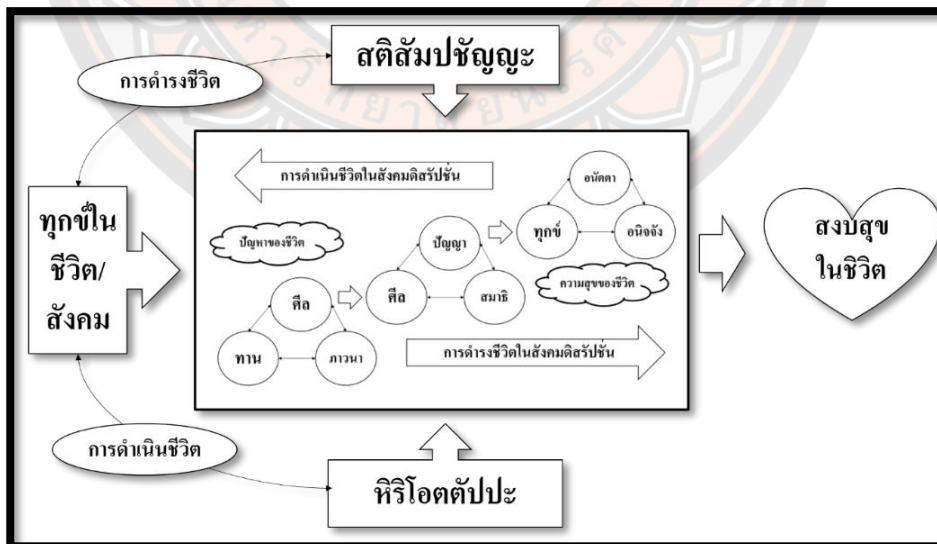 สติสัมปชัญญะ
การดำรงชีวิต
ทุกข์ใน
ชีวิต/
สังคม
การดำเนินชีวิตในสังคมดิสรัปชั่น
ปัญหาของชีวิต
ศีล
ทาน
ภาวนา
ปัญญา
ศีล
สมาธิ
อนัตตา
ทุกข์
อนิจจัง
ความสุขของชีวิต
การดำรงชีวิตในสังคมดิสรัปชั่น
สงบสุข
ในชีวิต
การดำเนินชีวิต
หิริโอตตัปปะ